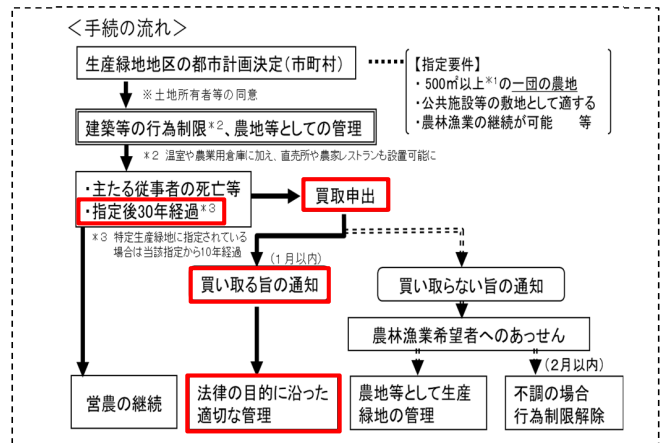 ＜手続の流れ＞
生産緑地地区の都市計画決定（市町村）
【指定要件】
・500㎡以上*1の一団の農地
・公共施設等の敷地として適する
・農林漁業の継続が可能　等
※土地所有者等の同意
建築等の行為制限*2、農地等としての管理
*2 温室や農業用倉庫に加え、直売所や農家レストランも設置可能に
・主たる従事者の死亡等
・指定後30年経過*3
買取申出
*3 特定生産緑地に指定されている
場合は当該指定から10年経過
（1月以内）
買い取る旨の通知
買い取らない旨の通知
農林漁業希望者へのあっせん
（2月以内）
営農の継続
法律の目的に沿った
適切な管理
農地等として生産
緑地の管理
不調の場合
行為制限解除